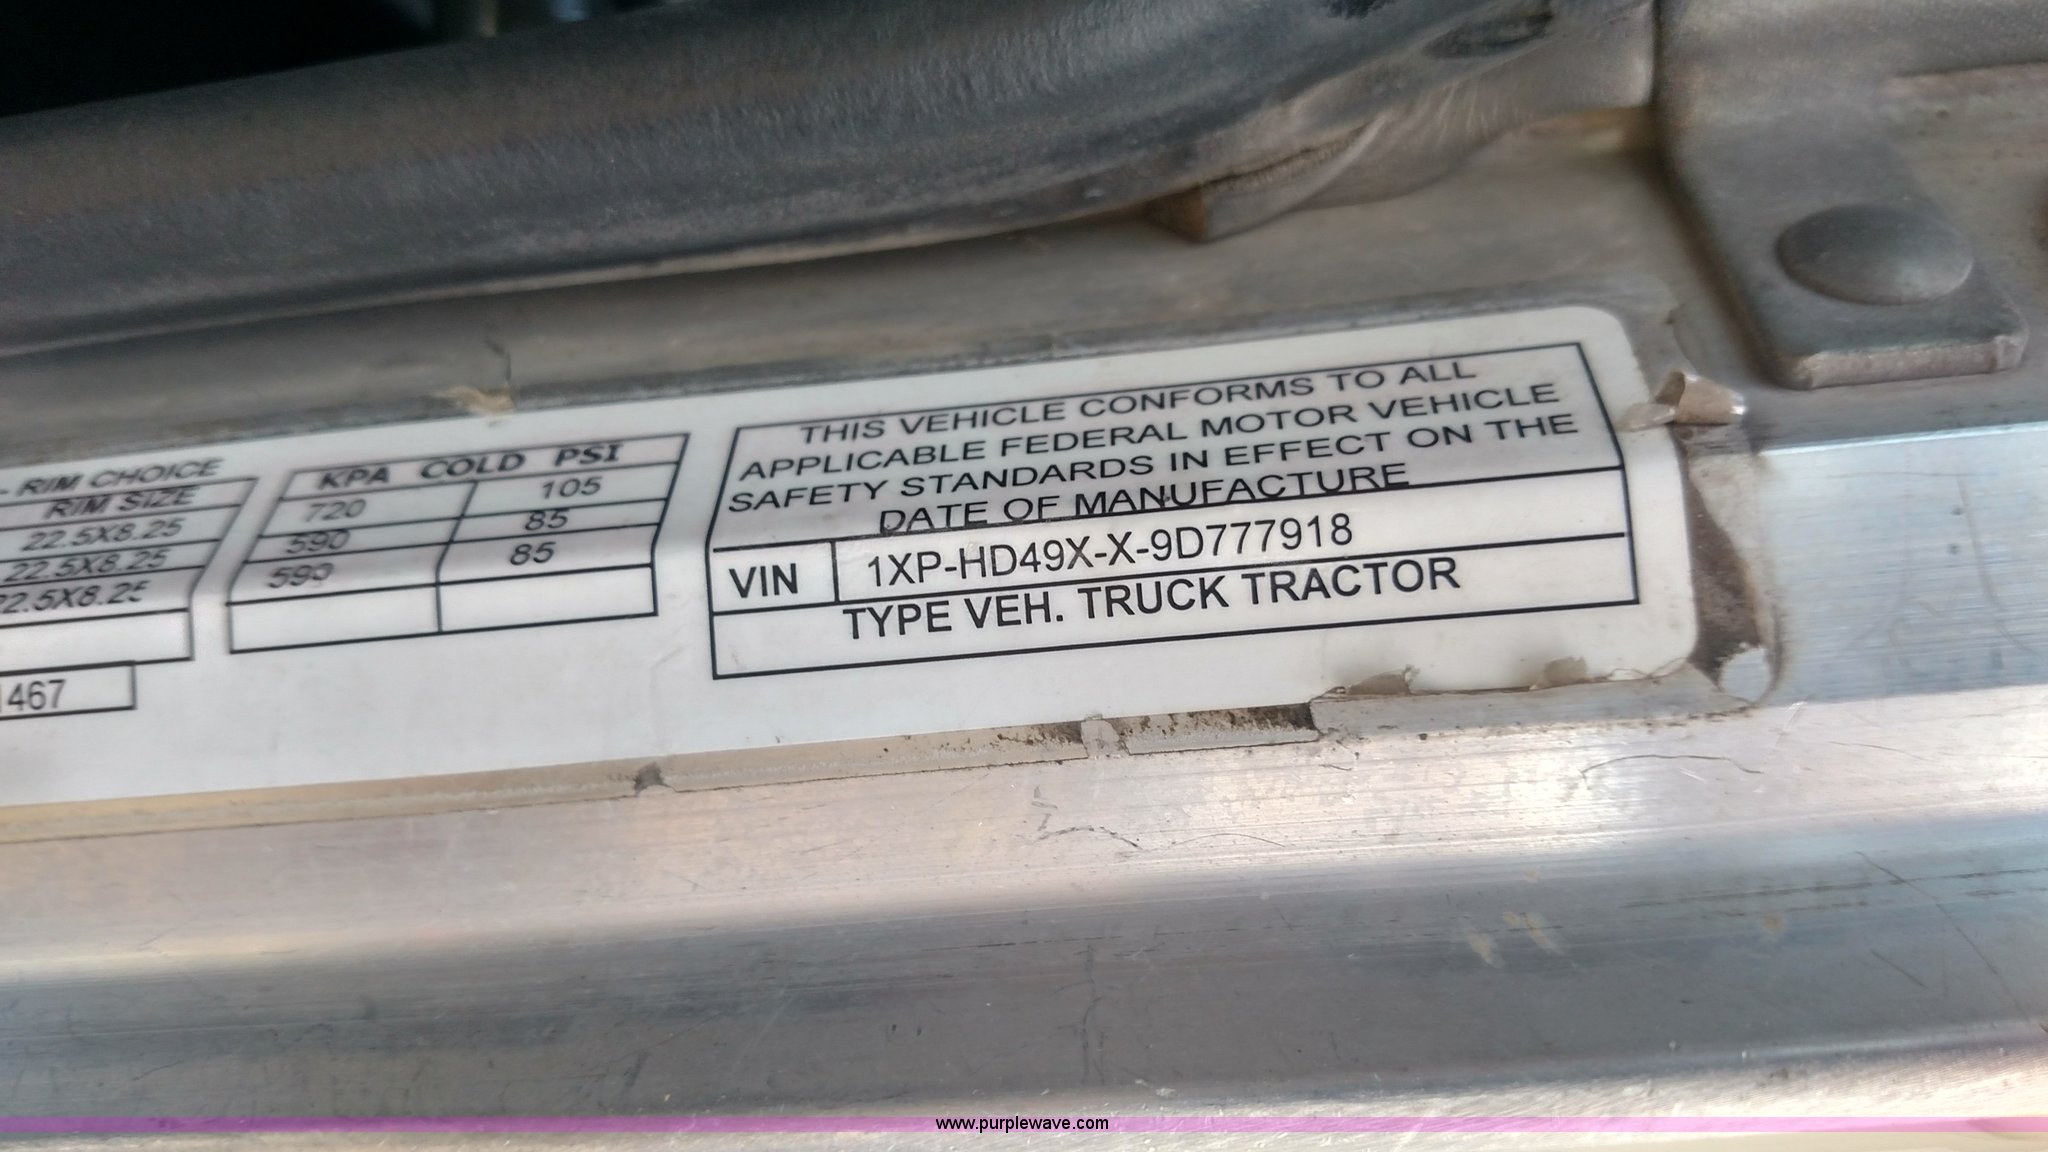 - RIM CHOICE
RIM SIZE
22.5X8.25
22.5X8.25
22.5X8.25
1467
KPA COLD PSI
720 105
590 85
590 85
THIS VEHICLE CONFORMS TO ALL
APPLICABLE FEDERAL MOTOR VEHICLE
SAFETY STANDARDS IN EFFECT ON THE
DATE OF MANUFACTURE
VIN 1XP-HD49X-X-9D777918
TYPE VEH. TRUCK TRACTOR
www.purplewave.com